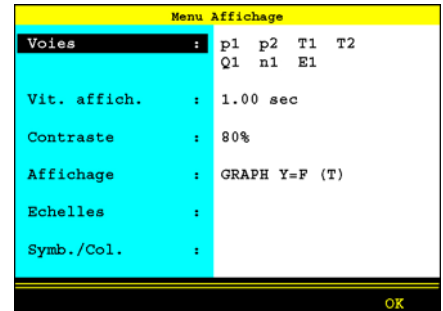 Menu Affichage
Voies : p1 p2 T1 T2
Q1 n1 E1
Vit. affich. : 1.00 sec
Contraste : 80%
Affichage : GRAPH Y=F (T)
Echelles :
Symb./Col. :
OK